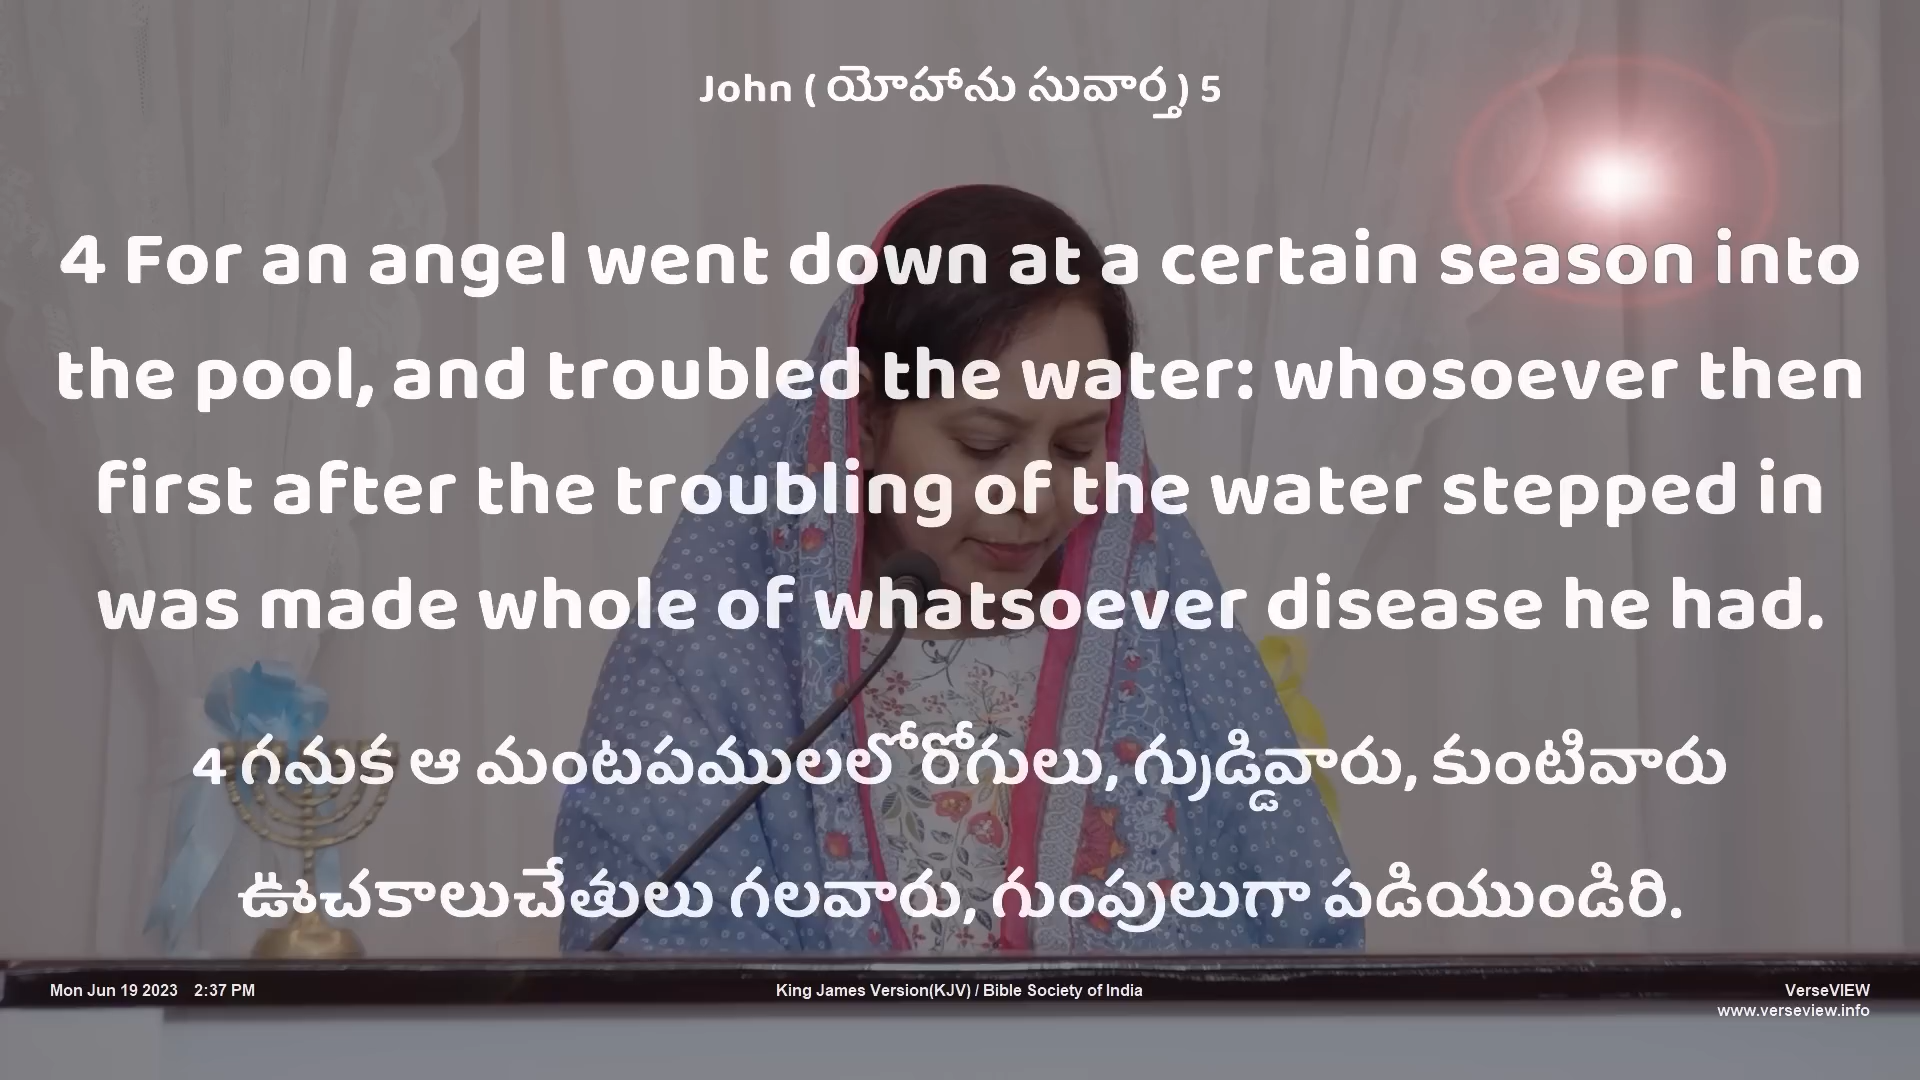 John ( యోహాను సువార్త) 5
4 For an angel went down at a certain season into
the pool, and troubled the water: whosoever then
first after the troubling of the water stepped in
was made whole of whatsoever disease he had.
4 గనుక ఆ మంటపములలో రోగులు, గ్రుడ్డివారు, కుంటివారు
ఊచకాలుచేతులు గలవారు, గుంపులుగా పడియుండిరి.
Mon Jun 19 2023 2:37 PM
King James Version(KJV) / Bible Society of India
VerseVIEW
www.verseview.info